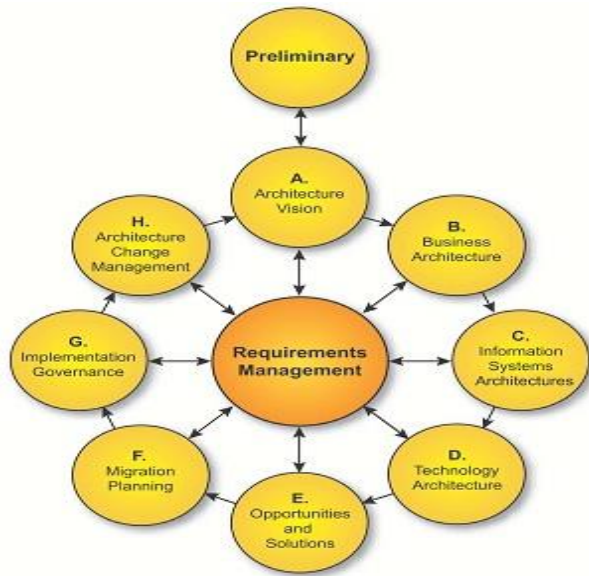 Preliminary
A.
Architecture
Vision
B.
Business
Architecture
C.
Information
Systems
Architectures
D.
Technology
Architecture
E.
Opportunities
and
Solutions
F.
Migration
Planning
G.
Implementation
Governance
H.
Architecture
Change
Management
Requirements
Management